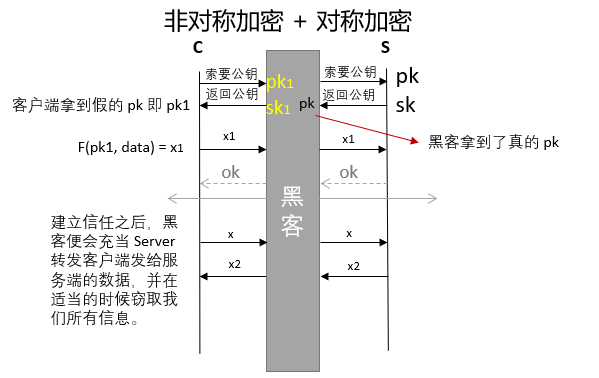 非对称加密 + 对称加密
C
S
索要公钥
索要公钥
pk1
pk
返回公钥
返回公钥
客户端拿到假的 pk 即 pk1
sk1
pk
sk
黑客拿到了真的 pk
F(pk1, data) = x1
x1
x1
ok
ok
黑客
建立信任之后，黑
客便会充当 Server
转发客户端发给服
务端的数据，并在
适当的时候窃取我
们所有信息。
x
x
x2
x2